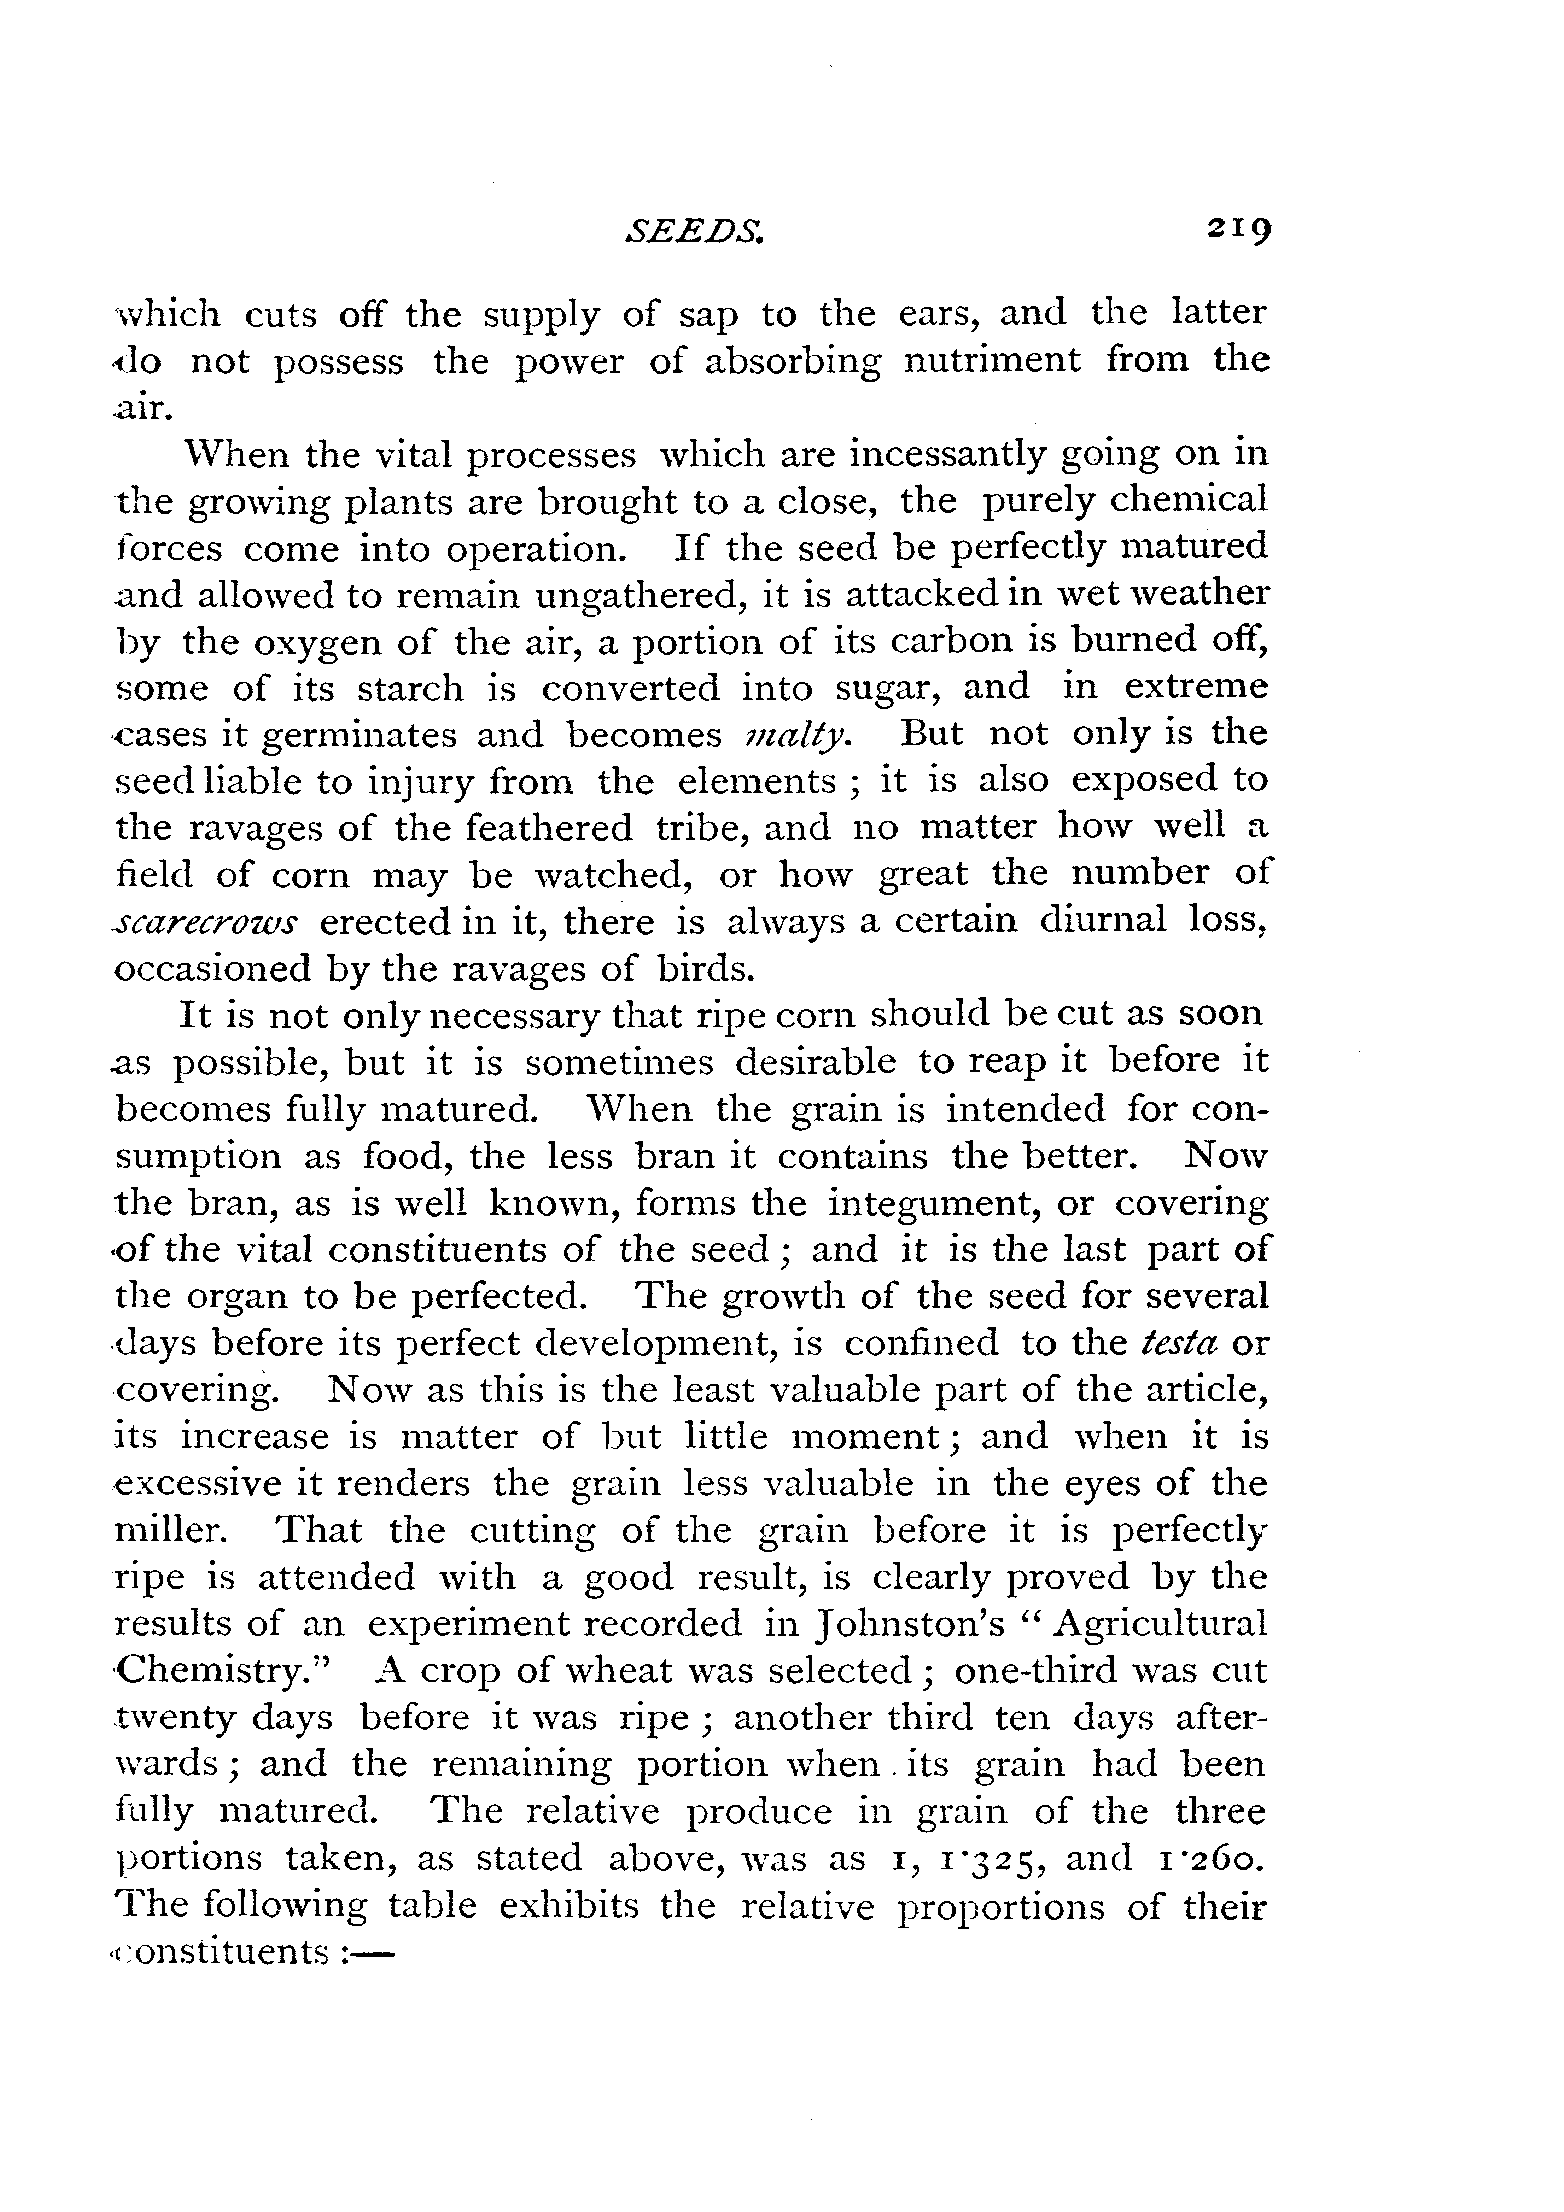 SEEDS. 219
which cuts off the supply of sap to the ears, and the latter
do not possess the power of absorbing nutriment from the
air.
When the vital processes which are incessantly going on in
the growing plants are brought to a close, the purely chemical
forces come into operation. If the seed be perfectly matured
and allowed to remain ungathered, it is attacked in wet weather
by the oxygen of the air, a portion of its carbon is burned off,
some of its starch is converted into sugar, and in extreme
cases it germinates and becomes malty. But not only is the
seed liable to injury from the elements ; it is also exposed to
the ravages of the feathered tribe, and no matter how well a
field of corn may be watched, or how great the number of
scarecrows erected in it, there is always a certain diurnal loss,
occasioned by the ravages of birds.
It is not only necessary that ripe corn should be cut as soon
as possible, but it is sometimes desirable to reap it before it
becomes fully matured. When the grain is intended for con-
sumption as food, the less bran it contains the better. Now
the bran, as is well known, forms the integument, or covering
of the vital constituents of the seed ; and it is the last part of
the organ to be perfected. The growth of the seed for several
days before its perfect development, is confined to the testa or
covering. Now as this is the least valuable part of the article,
its increase is matter of but little moment ; and when it is
excessive it renders the grain less valuable in the eyes of the
miller. That the cutting of the grain before it is perfectly
ripe is attended with a good result, is clearly proved by the
results of an experiment recorded in Johnston's “ Agricultural
Chemistry.” A crop of wheat was selected ; one-third was cut
twenty days before it was ripe ; another third ten days after-
wards ; and the remaining portion when its grain had been
fully matured. The relative produce in grain of the three
portions taken, as stated above, was as 1, 1·325, and 1·260.
The following table exhibits the relative proportions of their
constituents :—